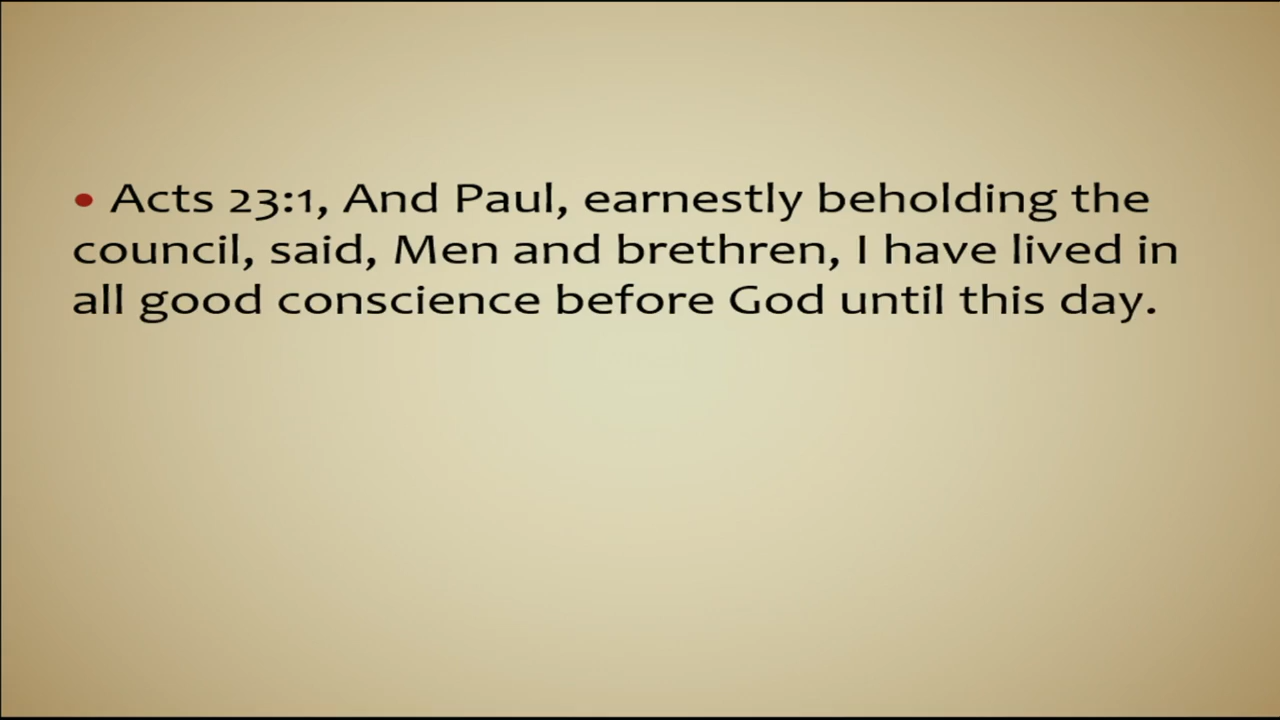 • Acts 23:1, And Paul, earnestly beholding the
council, said, Men and brethren, I have lived in
all good conscience before God until this day.